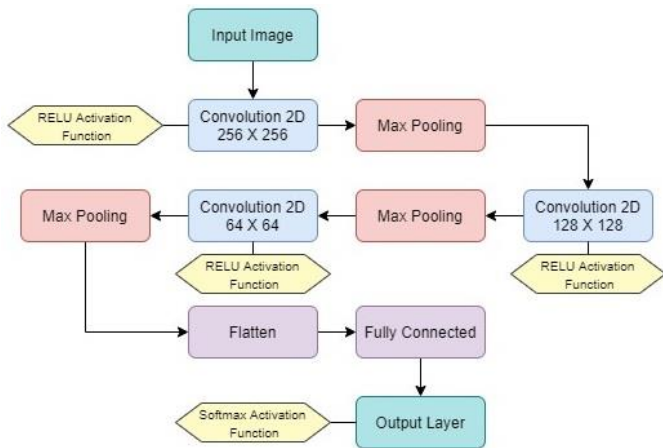 Input Image
RELU Activation
Function
Convolution 2D
256 X 256
Max Pooling
Max Pooling
Convolution 2D
64 X 64
Max Pooling
Convolution 2D
128 X 128
RELU Activation
Function
RELU Activation
Function
Flatten
Fully Connected
Softmax Activation
Function
Output Layer